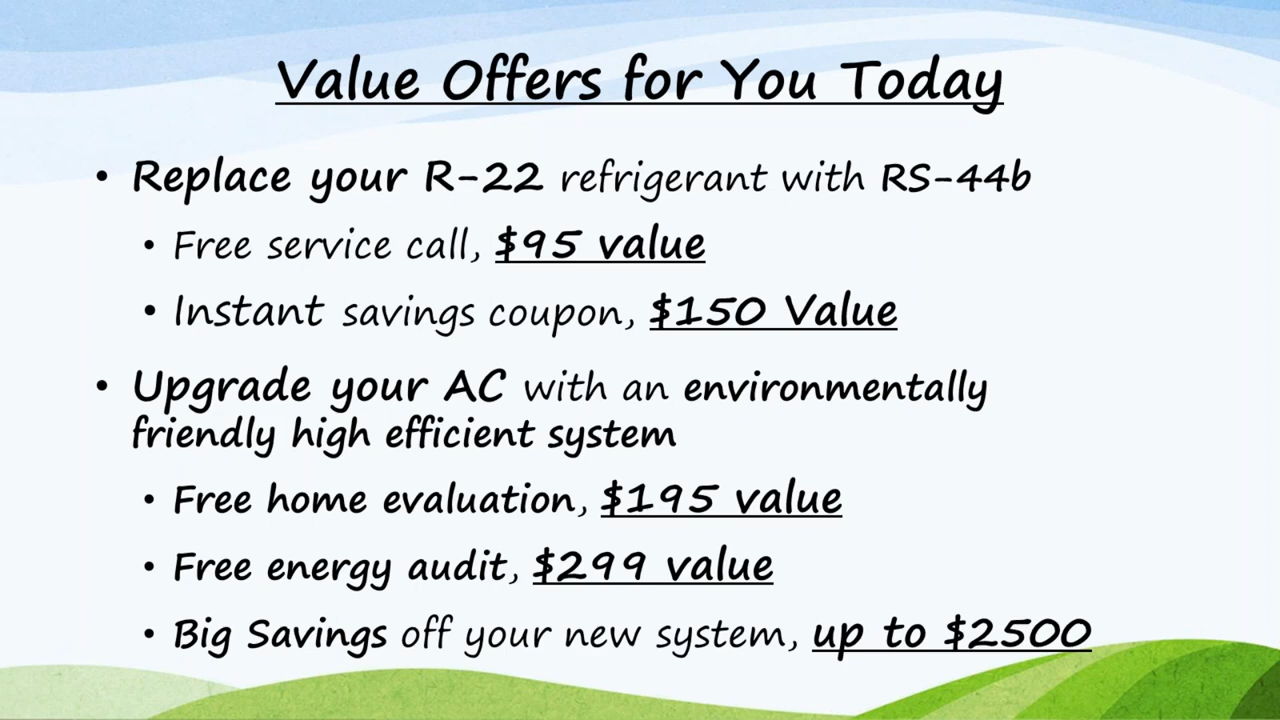 Value Offers for You Today
• Replace your R-22 refrigerant with RS-44b
• Free service call, $95 value
• Instant savings coupon, $150 Value
• Upgrade your AC with an environmentally
friendly high efficient system
• Free home evaluation, $195 value
• Free energy audit, $299 value
• Big Savings off your new system, up to $2500